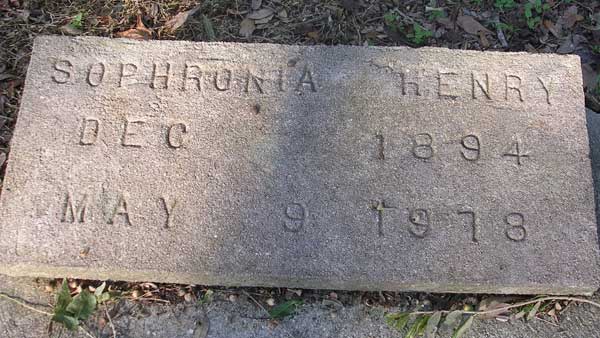 SOPHRONIA HENRY
DEC 1894
MAY 9 1978